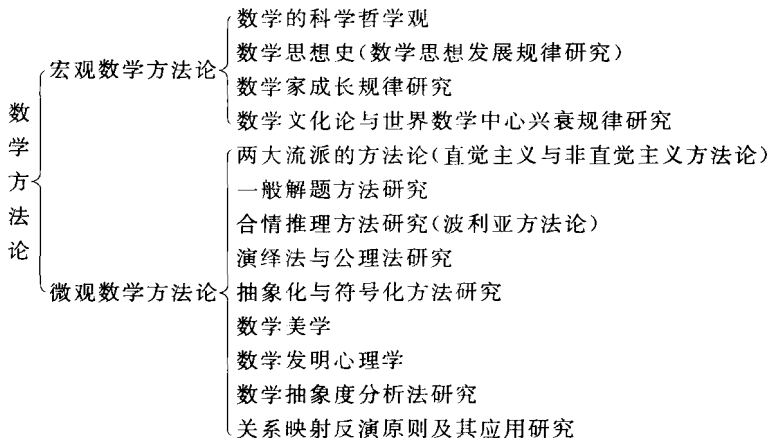 数学方法论
宏观数学方法论
数学的科学哲学观
数学思想史(数学思想发展规律研究)
数学家成长规律研究
数学文化论与世界数学中心兴衰规律研究
微观数学方法论
两大流派的方法论(直觉主义与非直觉主义方法论)
一般解题方法研究
合情推理方法研究(波利亚方法论)
演绎法与公理法研究
抽象化与符号化方法研究
数学美学
数学发明心理学
数学抽象度分析法研究
关系映射反演原则及其应用研究